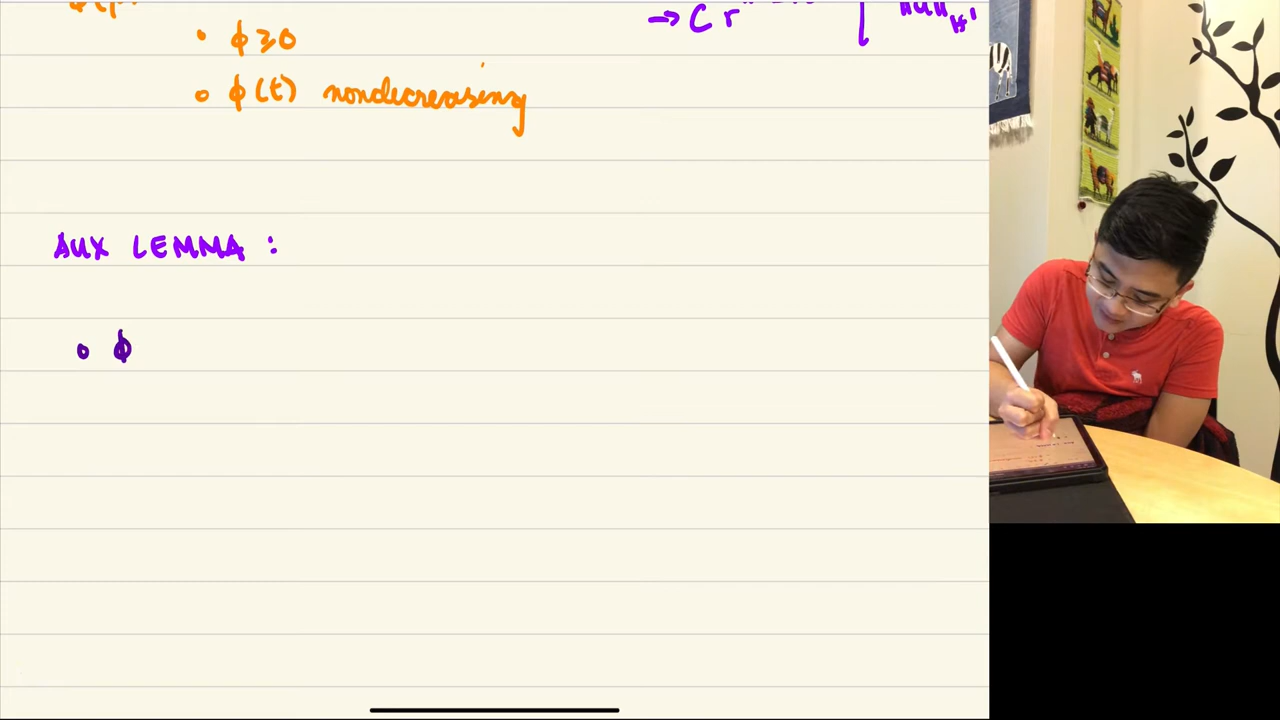 → C r
• φ ≥ 0
• φ(t) nondecreasing
AUX LEMMA :
• φ